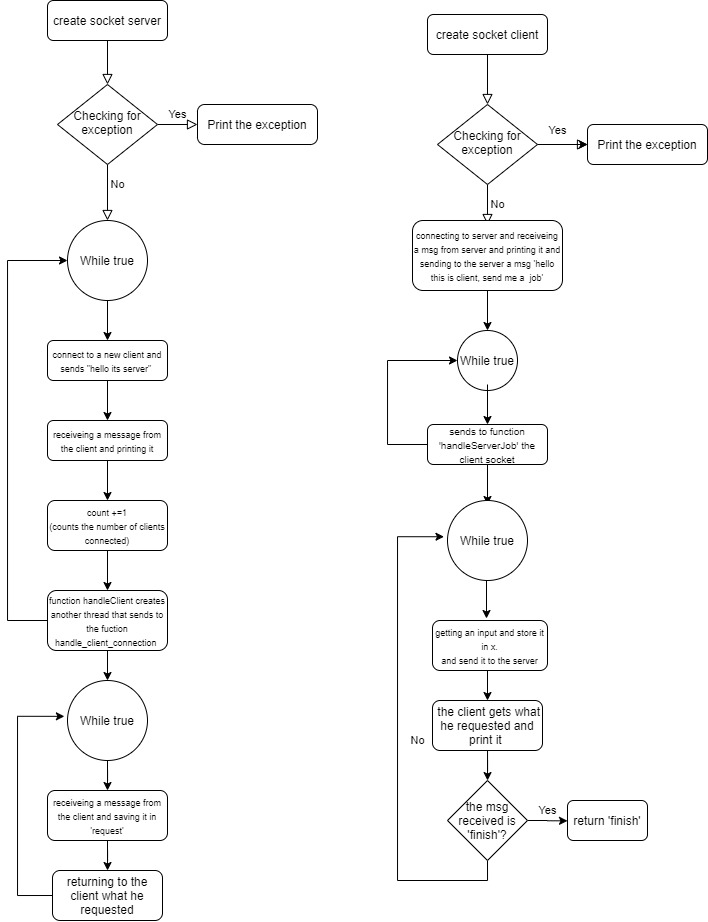 create socket server
Checking for
exception
Yes
Print the exception
No
While true
connect to a new client and
sends "hello its server"
receiveing a message from
the client and printing it
count +=1
(counts the number of clients
connected)
function handleClient creates
another thread that sends to
the fuction
handle_client_connection
While true
receiveing a message from
the client and saving it in
'request'
returning to the
client what he
requested
create socket client
Checking for
exception
Yes
Print the exception
No
connecting to server and receiveing
a msg from server and printing it and
sending to the server a msg 'hello
this is client, send me a job'
While true
sends to function
'handleServerJob' the
client socket
While true
getting an input and store it
in x.
and send it to the server
the client gets what
he requested and
print it
No
the msg
received is
'finish'?
Yes
return 'finish'